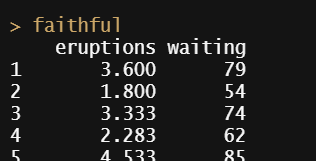 > faithful
eruptions waiting
1 3.600 79
2 1.800 54
3 3.333 74
4 2.283 62
5 4.533 85